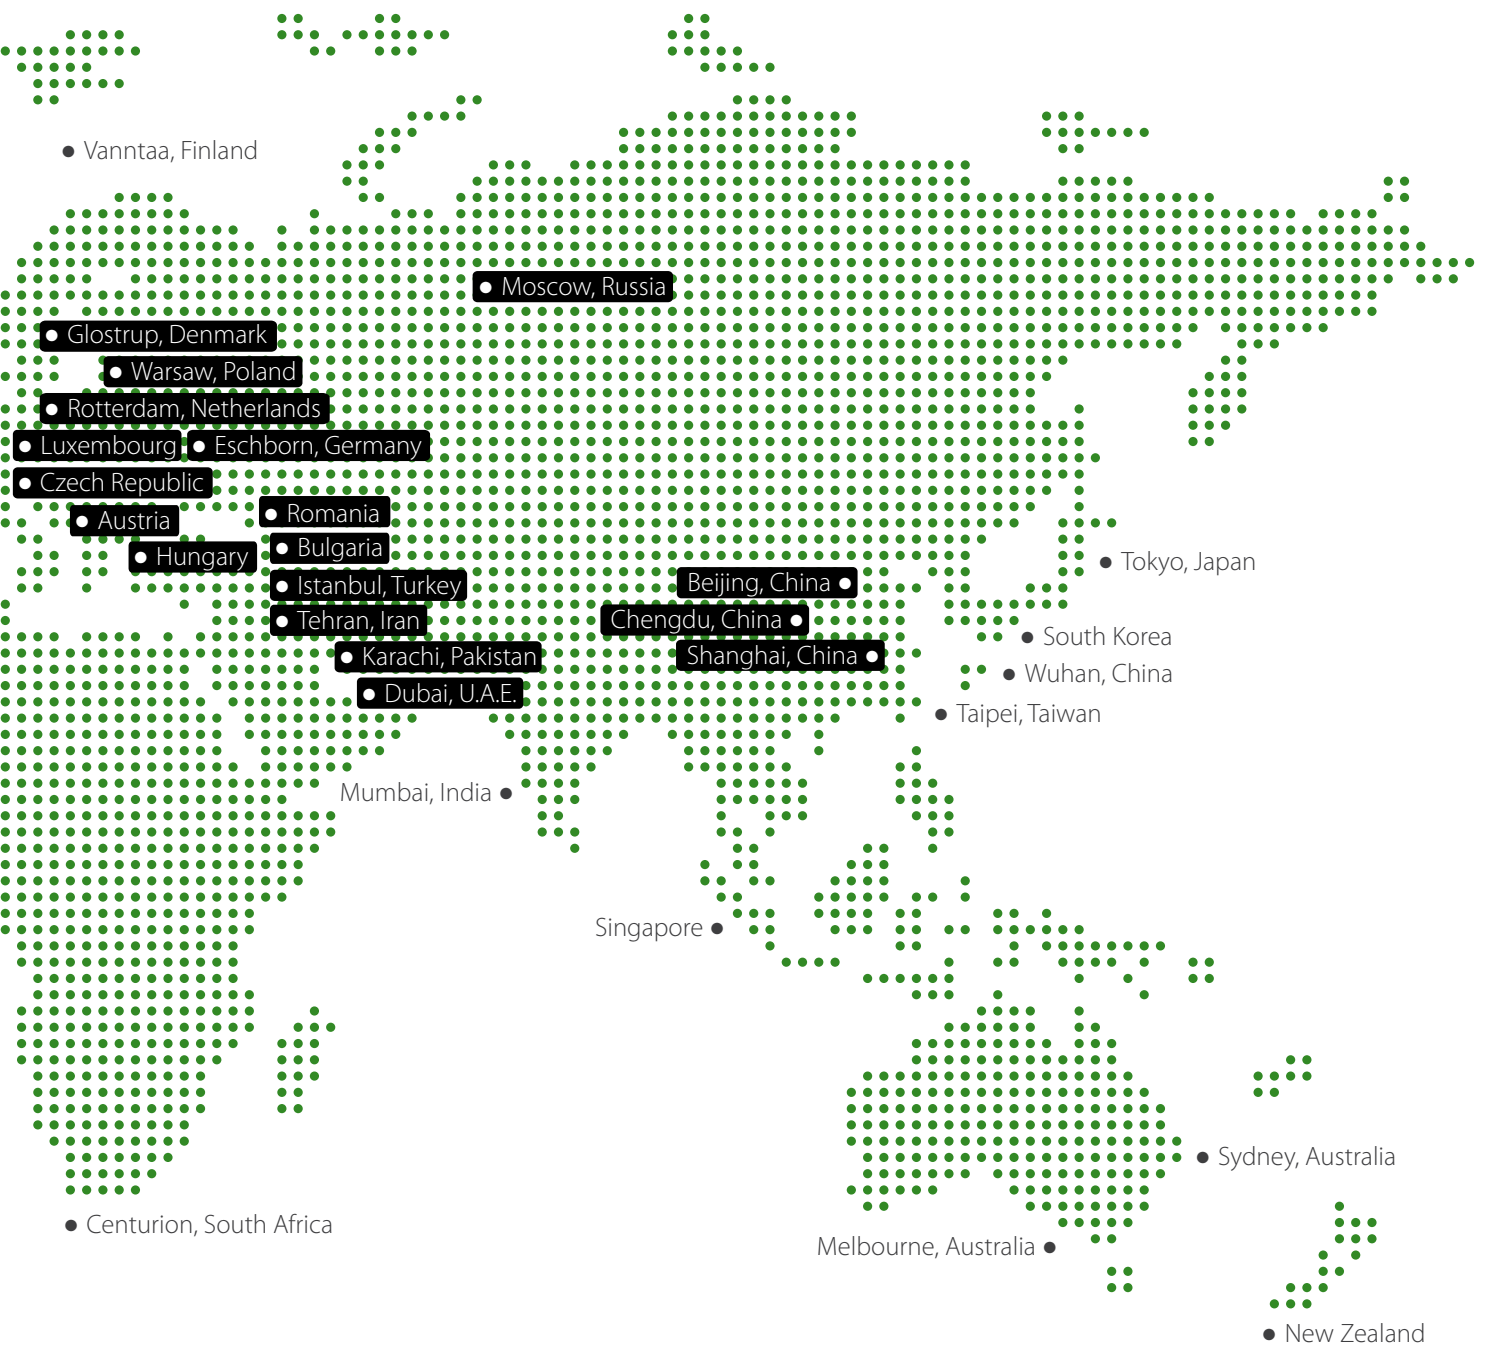 Vanntaa, Finland
Moscow, Russia
Glostrup, Denmark
Warsaw, Poland
Rotterdam, Netherlands
Luxembourg
Eschborn, Germany
Czech Republic
Romania
Austria
Bulgaria
Hungary
Tokyo, Japan
Istanbul, Turkey
Beijing, China
Tehran, Iran
Chengdu, China
South Korea
Karachi, Pakistan
Shanghai, China
Wuhan, China
Dubai, U.A.E.
Taipei, Taiwan
Mumbai, India
Singapore
Sydney, Australia
Centurion, South Africa
Melbourne, Australia
New Zealand